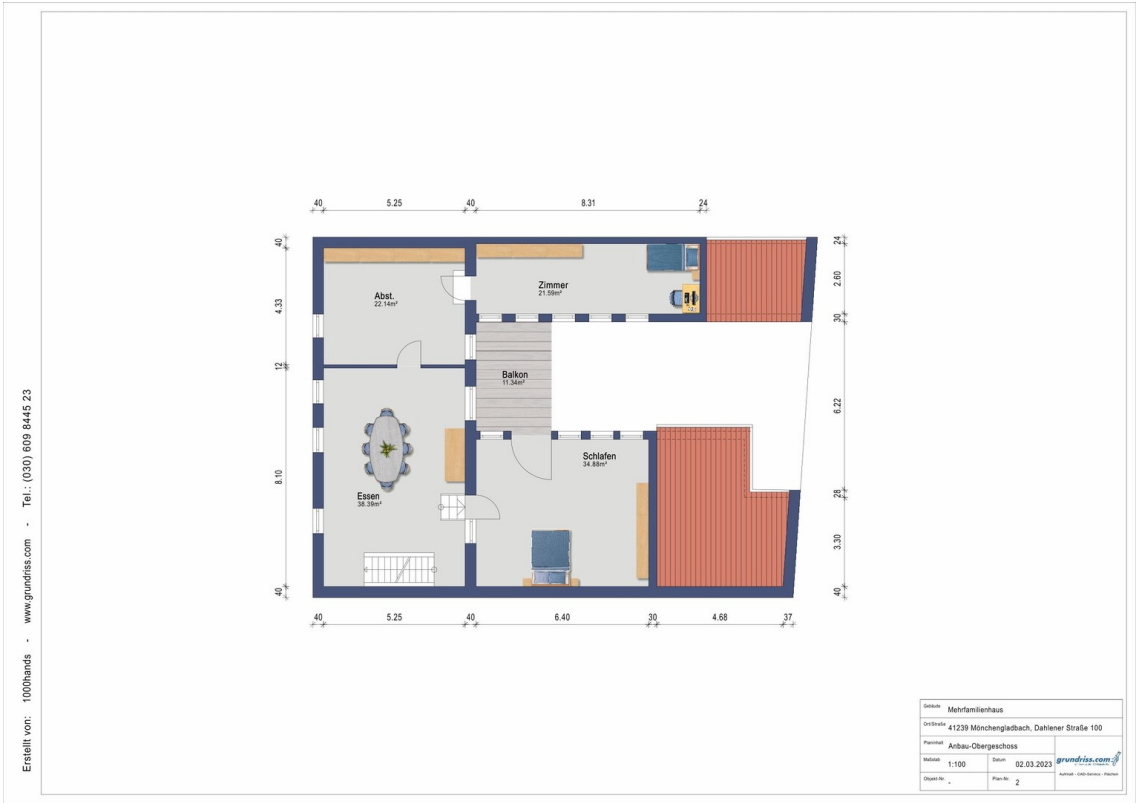 40 5.25 40 8.31 24
40
4.33
12
8.10
40
24
2.60
30
6.22
28
3.30
40
Abst.
22.14m²
Zimmer
21.59m²
Balkon
11.34m²
Schlafen
34.88m²
Essen
38.39m²
40 5.25 40 6.40 30 4.68 37
Erstellt von: 1000hands - www.grundriss.com - Tel.: (030) 609 8445 23
Gebäude Mehrfamilienhaus
Ort/Straße 41239 Mönchengladbach, Dahlener Straße 100
Planinhalt Anbau-Obergeschoss
Maßstab 1:100 Datum 02.03.2023
Objekt-Nr. - Plan-Nr. 2
grundriss.com
Aufmaß - CAD-Service - Flächen